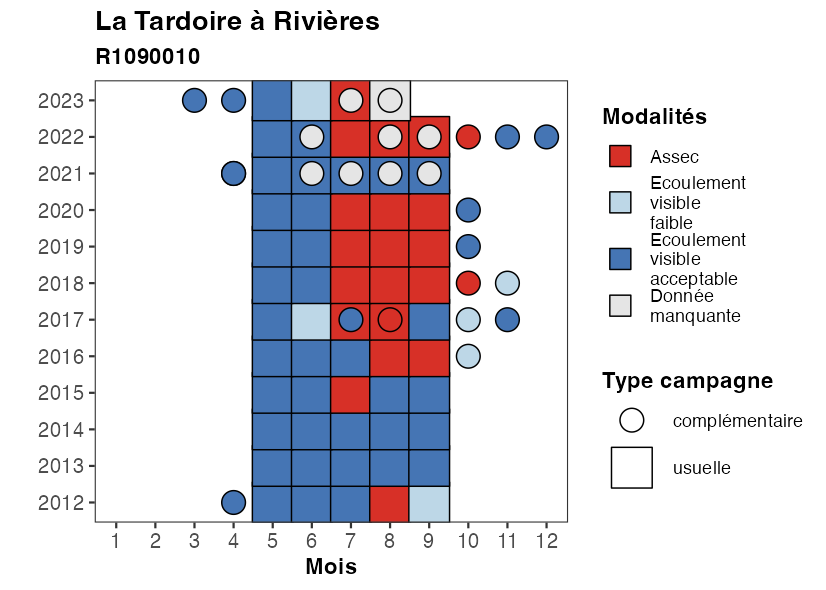 La Tardoire à Rivières
R1090010
2023
2022
2021
2020
2019
2018
2017
2016
2015
2014
2013
2012
1 2 3 4 5 6 7 8 9 10 11 12
Mois
Modalités
Assec
Ecoulement
visible
faible
Ecoulement
visible
acceptable
Donnée
manquante
Type campagne
complémentaire
usuelle